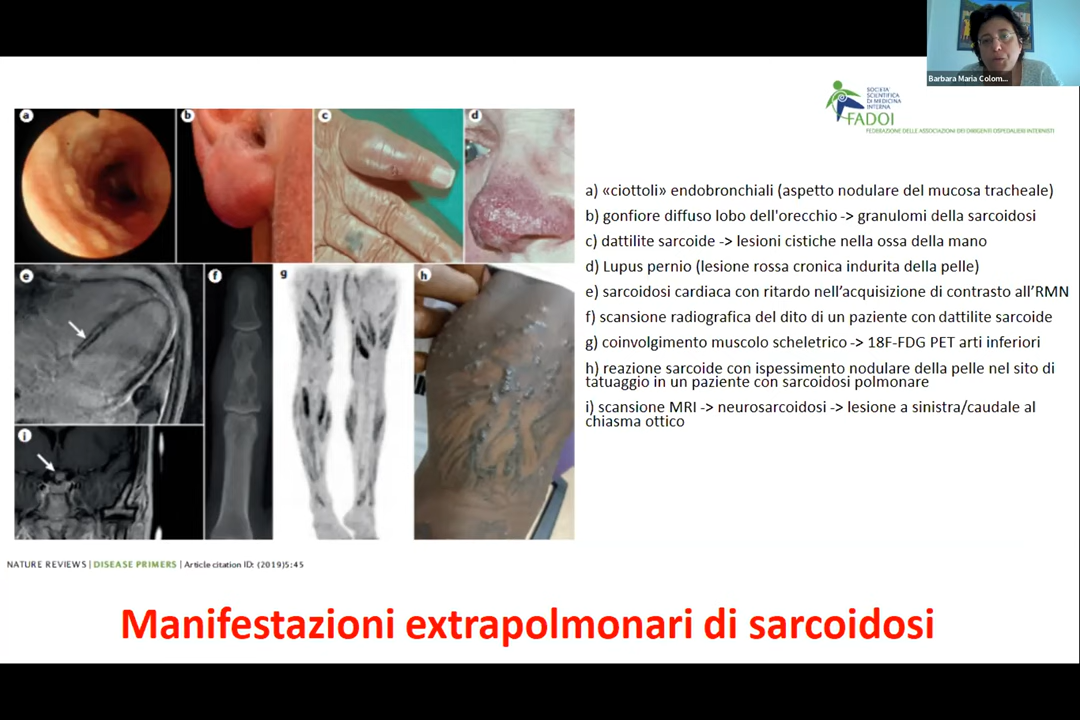 Barbara Maria Colom...
SOCIETÀ
SCIENTIFICA
DI MEDICINA
INTERNA
FADOI
FEDERAZIONE DELLE ASSOCIAZIONI DEI DIRIGENTI OSPEDALIERI INTERNISTI
a b c d
a) «ciottoli» endobronchiali (aspetto nodulare del mucosa tracheale)
b) gonfiore diffuso lobo dell'orecchio -> granulomi della sarcoidosi
c) dattilite sarcoide -> lesioni cistiche nella ossa della mano
d) Lupus pernio (lesione rossa cronica indurita della pelle)
e f g h
e) sarcoidosi cardiaca con ritardo nell'acquisizione di contrasto all'RMN
f) scansione radiografica del dito di un paziente con dattilite sarcoide
g) coinvolgimento muscolo scheletrico -> 18F-FDG PET arti inferiori
h) reazione sarcoide con ispessimento nodulare della pelle nel sito di
tatuaggio in un paziente con sarcoidosi polmonare
i) scansione MRI -> neurosarcoidosi -> lesione a sinistra/caudale al
chiasma ottico
i
NATURE REVIEWS | DISEASE PRIMERS | Article citation ID: (2019)5:45
Manifestazioni extrapolmonari di sarcoidosi